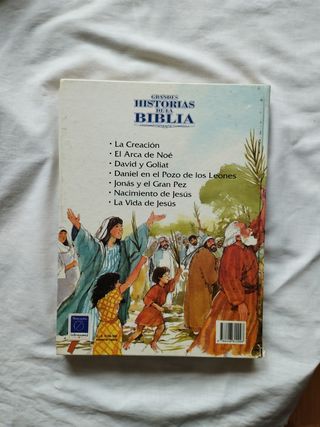 GRANDES
HISTORIAS
DE LA
BIBLIA
• La Creación
• El Arca de Noé
• David y Goliat
• Daniel en el Pozo de los Leones
• Jonás y el Gran Pez
• Nacimiento de Jesús
• La Vida de Jesús